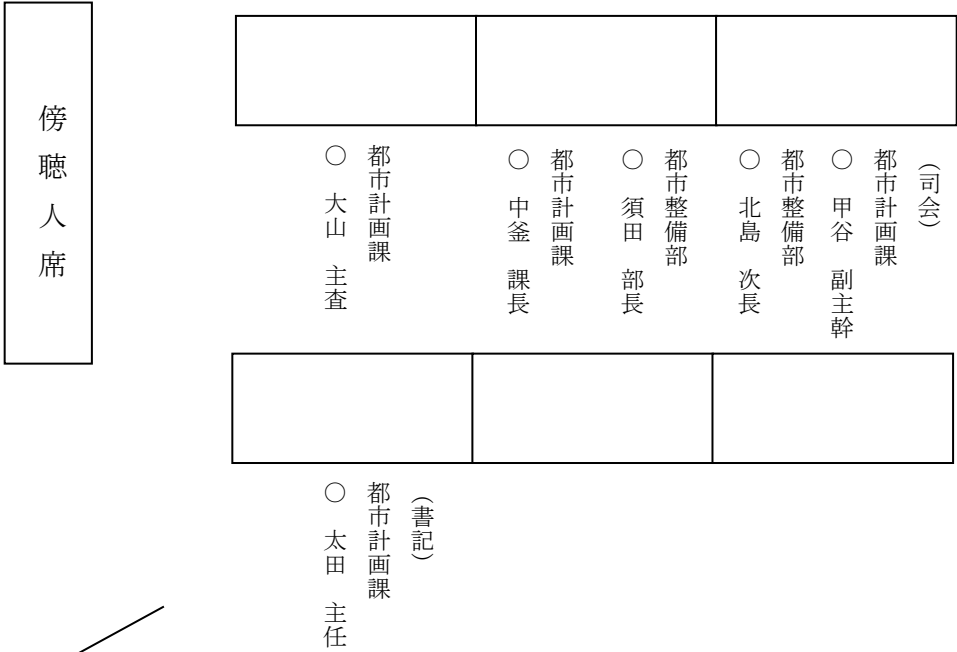 傍聴人席
(司会)
都市計画課
○ 甲谷 副主幹
都市整備部
○ 北島 次長
都市整備部
○ 須田 部長
都市計画課
○ 中釜 課長
都市計画課
○ 大山 主査
(書記)
都市計画課
○ 太田 主任